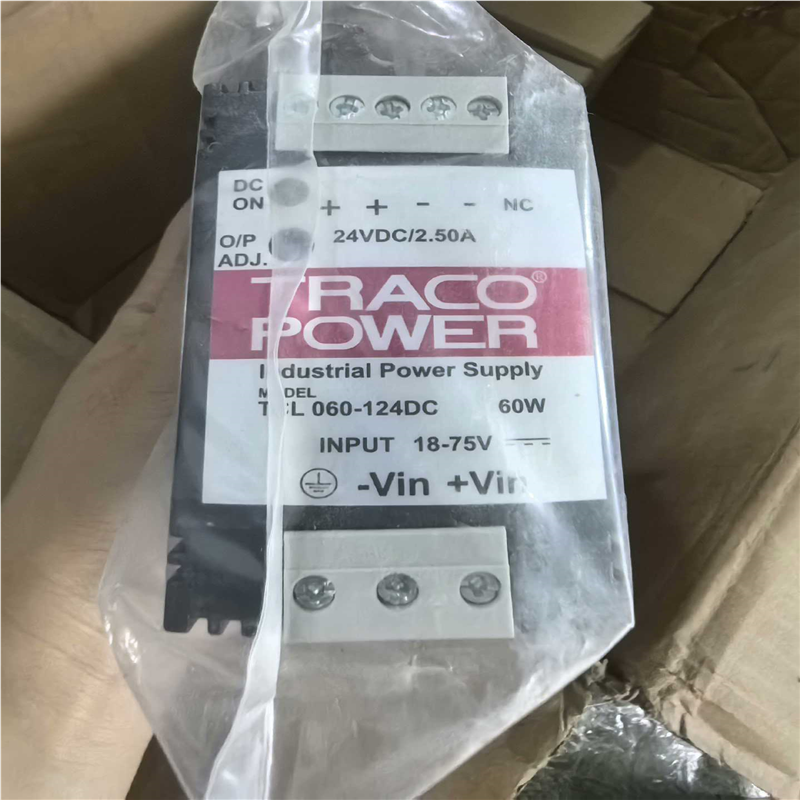 DC
ON
+ + - - NC
O/P
ADJ.
24VDC/2.50A
TRACO®
POWER
Industrial Power Supply
MODEL
TCL 060-124DC 60W
INPUT 18-75V
-Vin +Vin